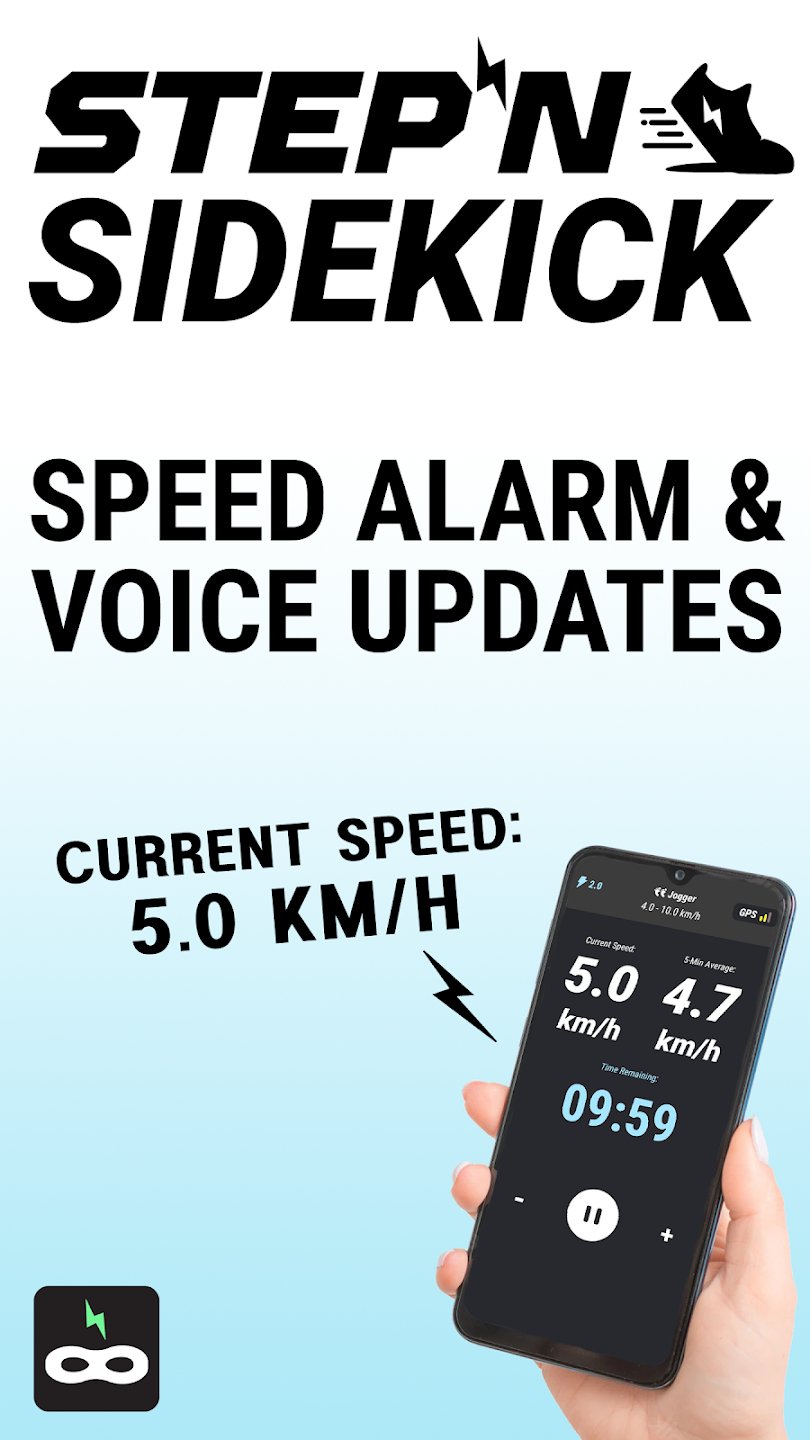 STEP'N
SIDEKICK
SPEED ALARM &
VOICE UPDATES
CURRENT SPEED:
5.0 KM/H
2.0
Jogger
4.0 - 10.0 km/h
GPS
Current Speed:
5.0
km/h
5-Min Average:
4.7
km/h
Time Remaining:
09:59
-
+